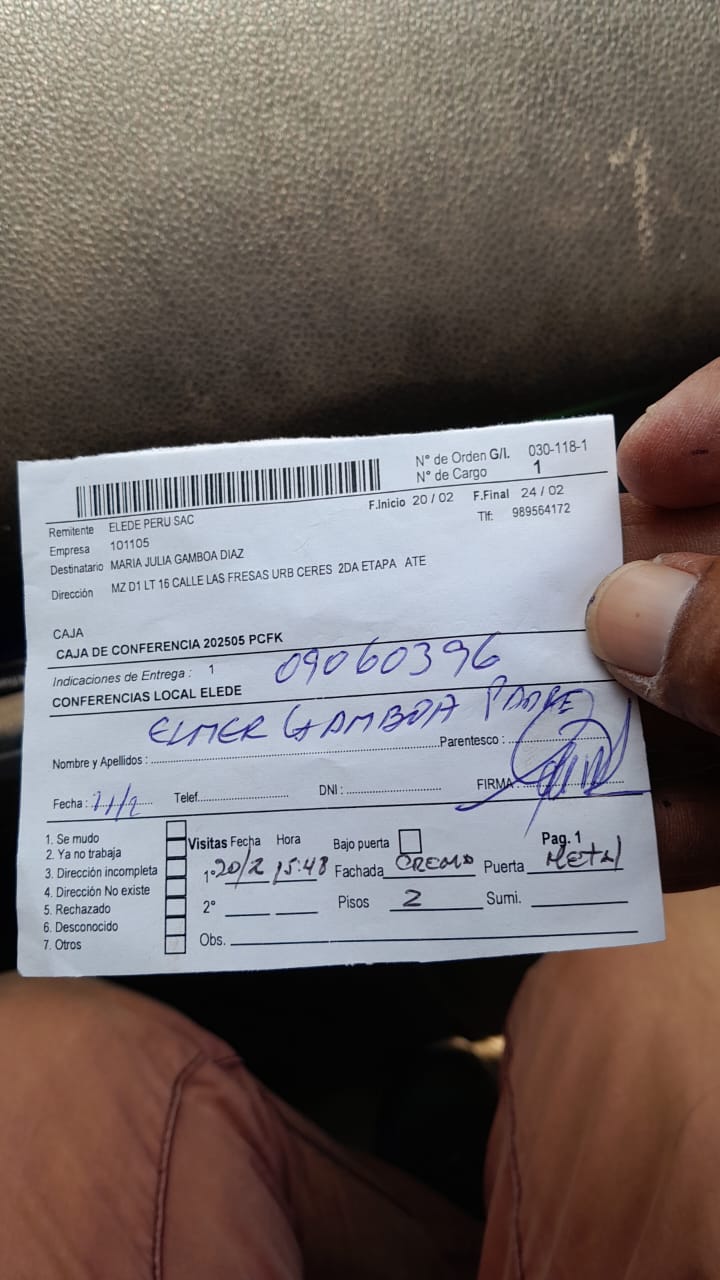 N° de Orden G/I. 030-118-1
N° de Cargo 1
F.Inicio 20 / 02 F.Final 24 / 02
Remitente ELEDE PERU SAC
Tlf: 989564172
Empresa 101105
Destinatario MARIA JULIA GAMBOA DIAZ
Dirección MZ D1 LT 16 CALLE LAS FRESAS URB CERES 2DA ETAPA ATE
CAJA
CAJA DE CONFERENCIA 202505 PCFK
Indicaciones de Entrega : 1 09060396
CONFERENCIAS LOCAL ELEDE
ELMER GAMBOA PADRE
Nombre y Apellidos : Parentesco :
Fecha : 21/2 Telef. DNI : FIRMA :
1. Se mudo
2. Ya no trabaja
3. Dirección incompleta
4. Dirección No existe
5. Rechazado
6. Desconocido
7. Otros
Visitas Fecha Hora Bajo puerta Pag. 1
1° 20/2 15:48 Fachada CREMA Puerta METAL
2° Pisos 2 Sumi.
Obs.